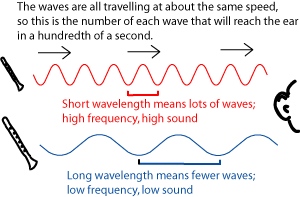 The waves are all travelling at about the same speed,
so this is the number of each wave that will reach the ear
in a hundredth of a second.
Short wavelength means lots of waves;
high frequency, high sound
Long wavelength means fewer waves;
low frequency, low sound